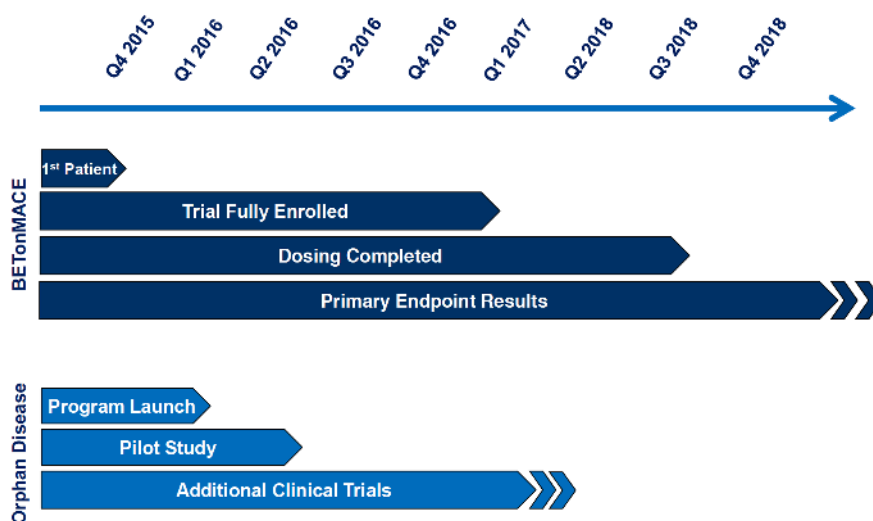 Q4 2015
Q1 2016
Q2 2016
Q3 2016
Q4 2016
Q1 2017
Q2 2018
Q3 2018
Q4 2018
BETonMACE
1st Patient
Trial Fully Enrolled
Dosing Completed
Primary Endpoint Results
Orphan Disease
Program Launch
Pilot Study
Additional Clinical Trials